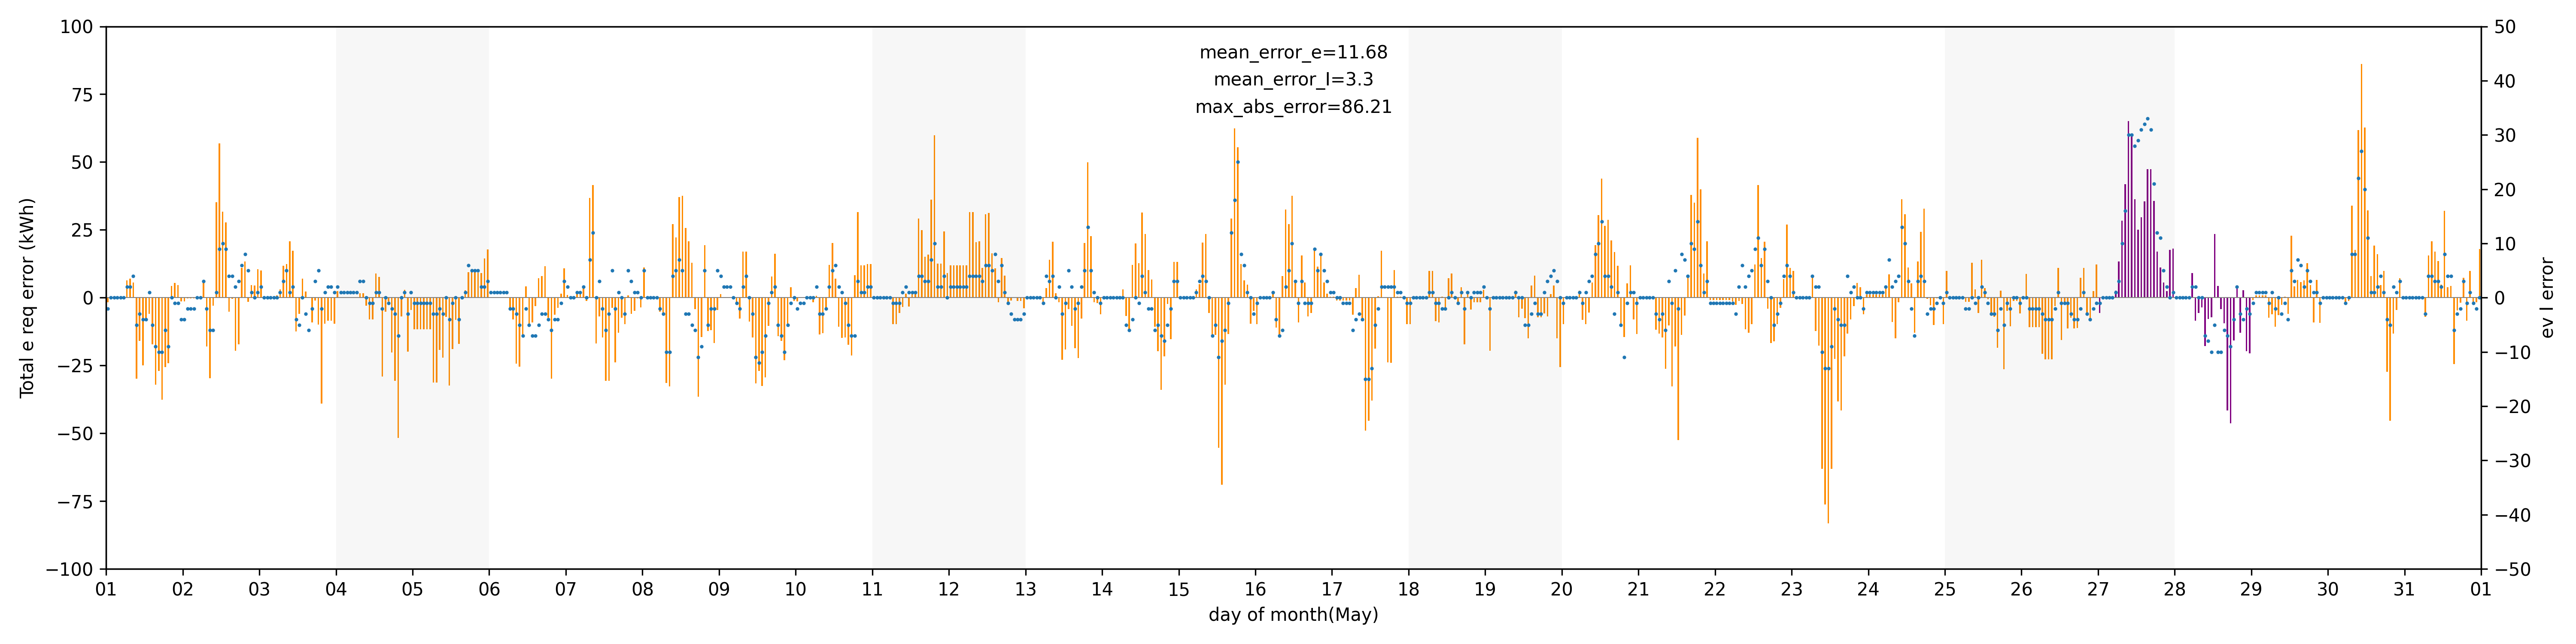 mean_error_e=11.68
mean_error_l=3.3
max_abs_error=86.21
Total e req error (kWh)
100
75
50
25
0
−25
−50
−75
−100
50
40
30
20
10
0
−10
−20
−30
−40
−50
ev l error
01 02 03 04 05 06 07 08 09 10 11 12 13 14 15 16 17 18 19 20 21 22 23 24 25 26 27 28 29 30 31 01
day of month(May)